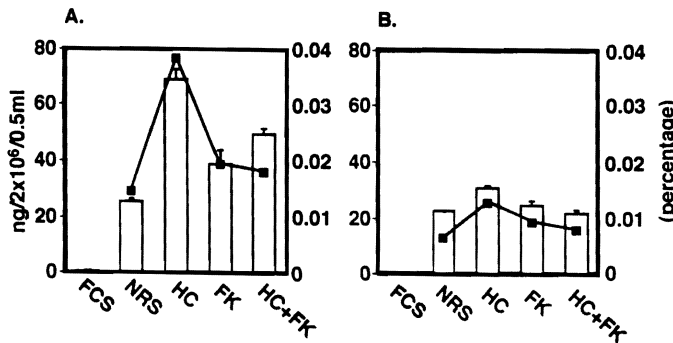 A.
80
60
40
20
0
ng/2x10⁶/0.5ml
0.04
0.03
0.02
0.01
0
FCS
NRS
HC
FK
HC+FK
B.
80
60
40
20
0
0.04
0.03
0.02
0.01
0
(percentage)
FCS
NRS
HC
FK
HC+FK